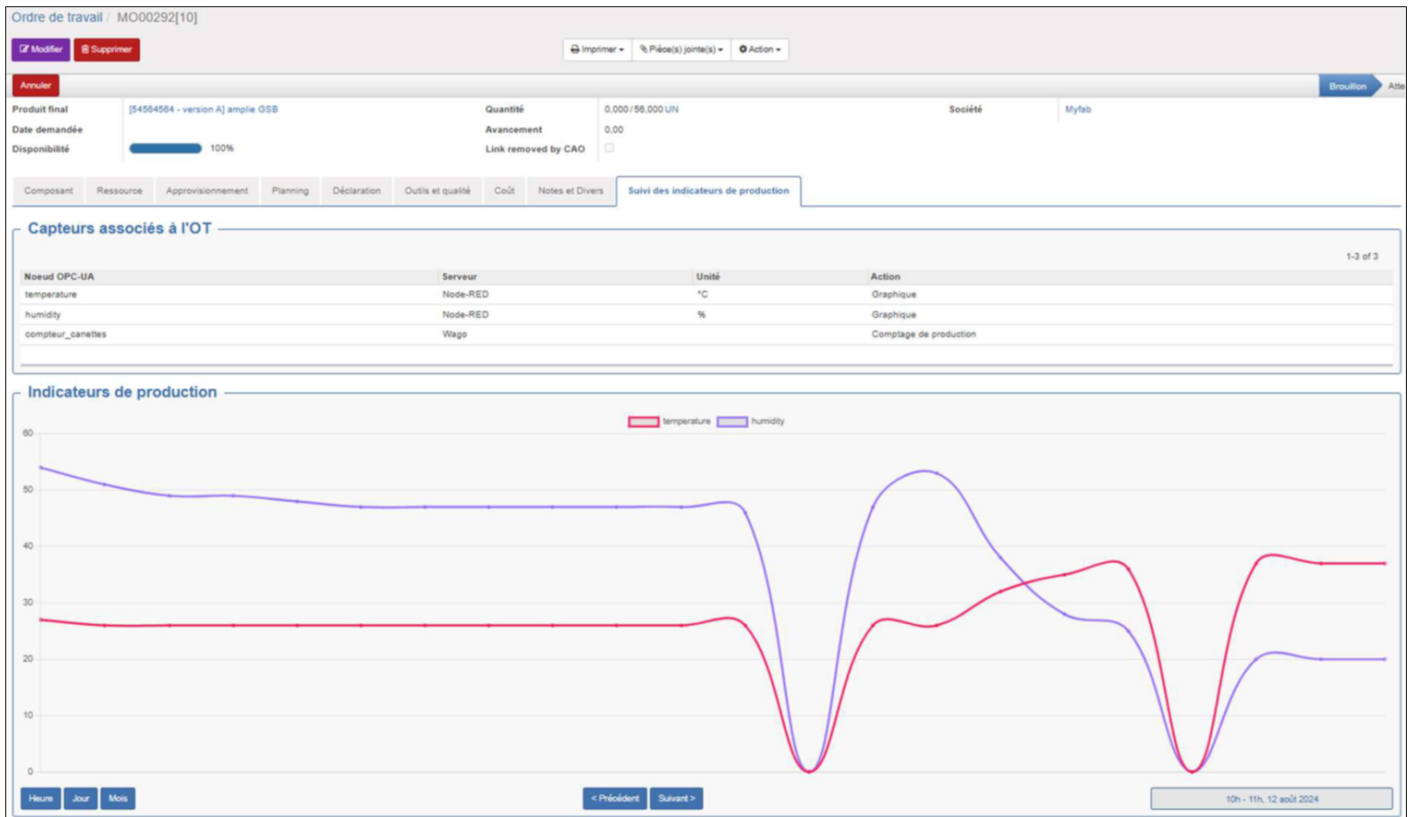 Ordre de travail / MO00292[10]
Modifier Supprimer Imprimer Pièce(s) jointe(s) Action
Annuler Brouillon Atte
Produit final [54564564 - version A] amplie GSB Quantité 0,000 / 56,000 UN Société Myfab
Date demandée Avancement 0,00
Disponibilité 100% Link removed by CAO
Composant Ressource Approvisionnement Planning Déclaration Outils et qualité Coût Notes et Divers Suivi des indicateurs de production
Capteurs associés à l'OT
1-3 of 3
Noeud OPC-UA Serveur Unité Action
temperature Node-RED °C Graphique
humidity Node-RED % Graphique
compteur_canettes Wago Comptage de production
Indicateurs de production
temperature humidity
60
50
40
30
20
10
0
Heure Jour Mois < Précédent Suivant > 10h - 11h, 12 août 2024